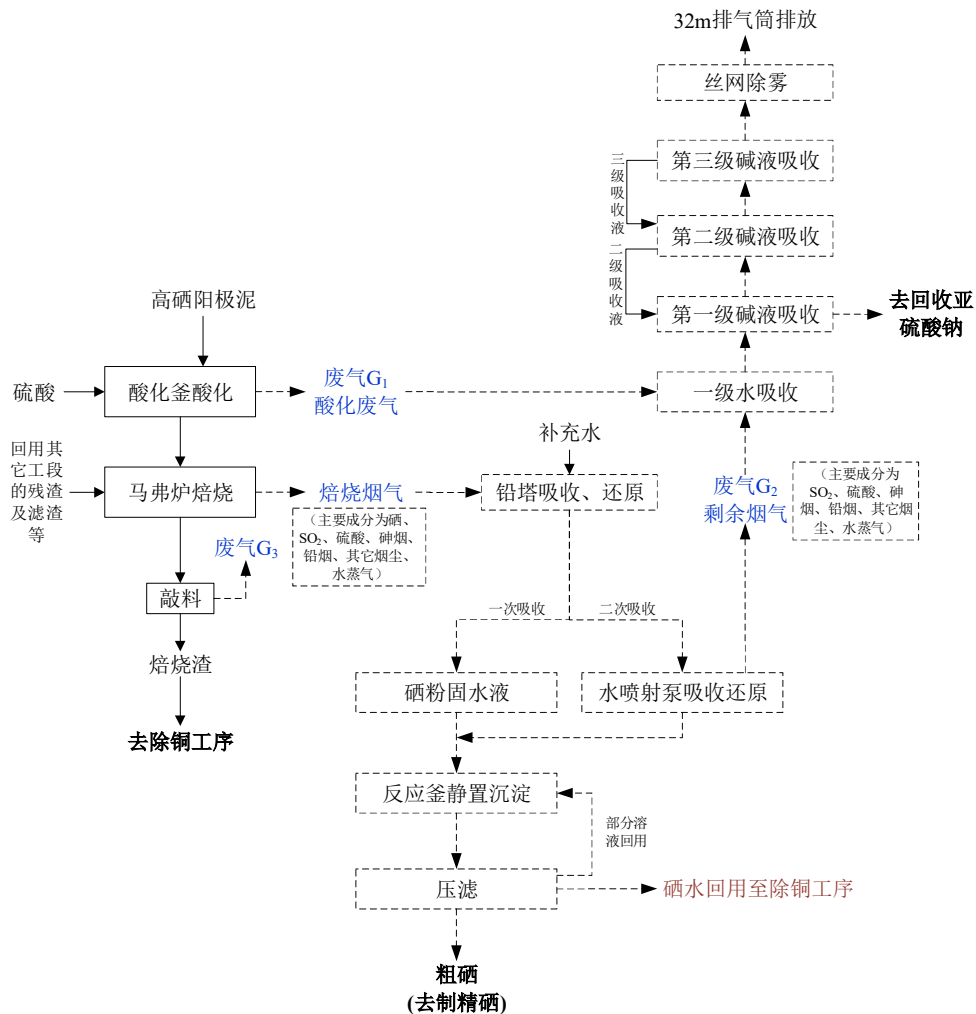 32m排气筒排放
丝网除雾
第三级碱液吸收
三级吸收液
第二级碱液吸收
二级吸收液
第一级碱液吸收
去回收亚
硫酸钠
高硒阳极泥
硫酸
酸化釜酸化
废气G₁
酸化废气
一级水吸收
回用其
它工段
的残渣
及滤渣
等
马弗炉焙烧
焙烧烟气
（主要成分为硒、
SO₂、硫酸、砷烟、
铅烟、其它烟尘、
水蒸气）
补充水
铅塔吸收、还原
废气G₂
剩余烟气
（主要成分为
SO₂、硫酸、砷
烟、铅烟、其它烟
尘、水蒸气）
废气G₃
敲料
焙烧渣
去除铜工序
一次吸收
二次吸收
硒粉固水液
水喷射泵吸收还原
反应釜静置沉淀
部分溶
液回用
压滤
硒水回用至除铜工序
粗硒
(去制精硒)